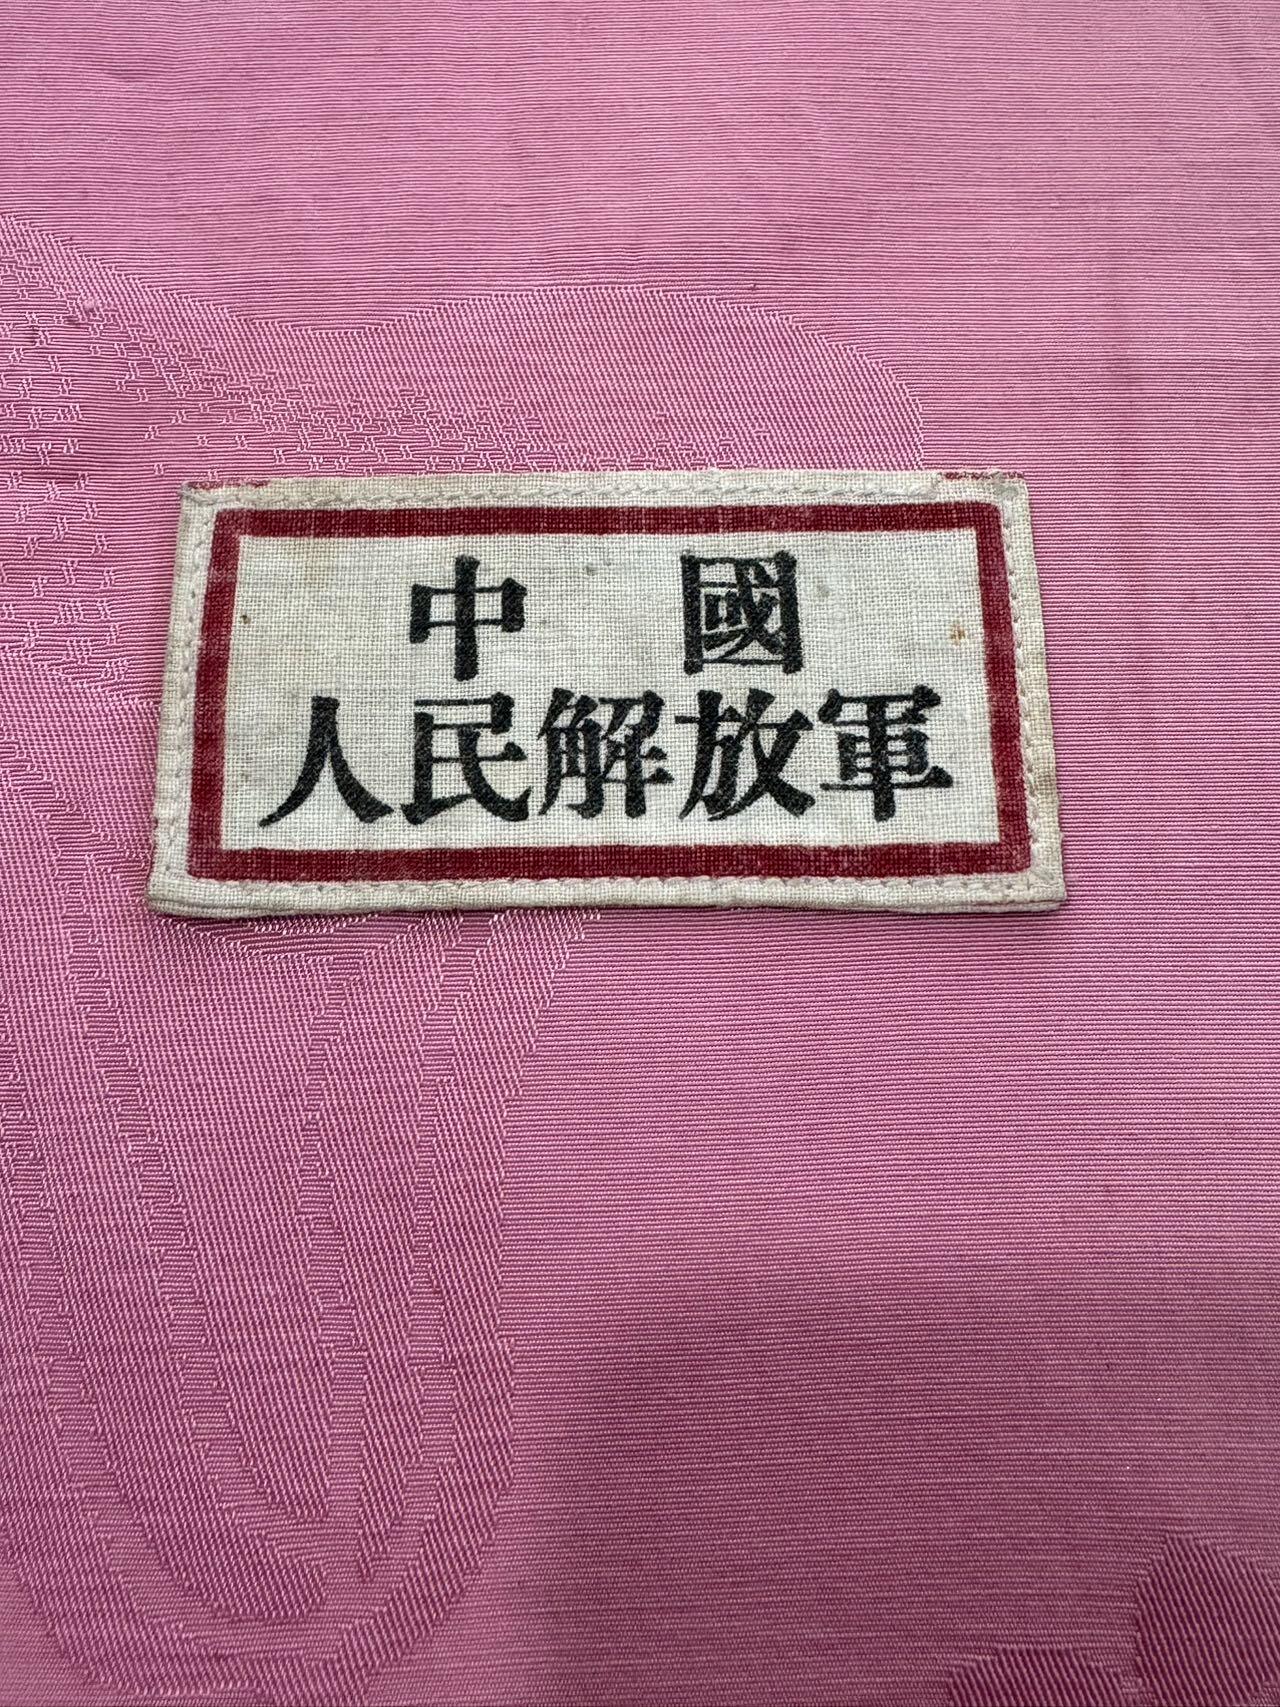 中 國
人民解放軍